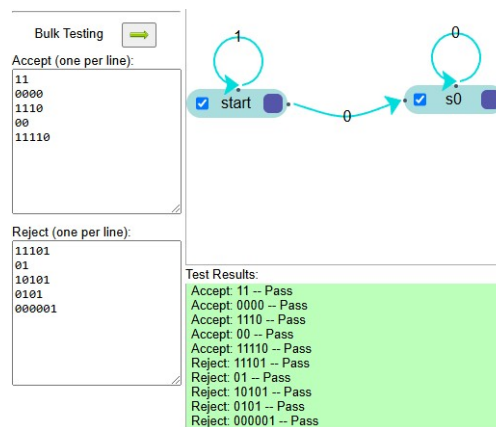 Bulk Testing
Accept (one per line):
11
0000
1110
00
11110
Reject (one per line):
11101
01
10101
0101
000001
1
0
start
0
s0
Test Results:
Accept: 11 -- Pass
Accept: 0000 -- Pass
Accept: 1110 -- Pass
Accept: 00 -- Pass
Accept: 11110 -- Pass
Reject: 11101 -- Pass
Reject: 01 -- Pass
Reject: 10101 -- Pass
Reject: 0101 -- Pass
Reject: 000001 -- Pass